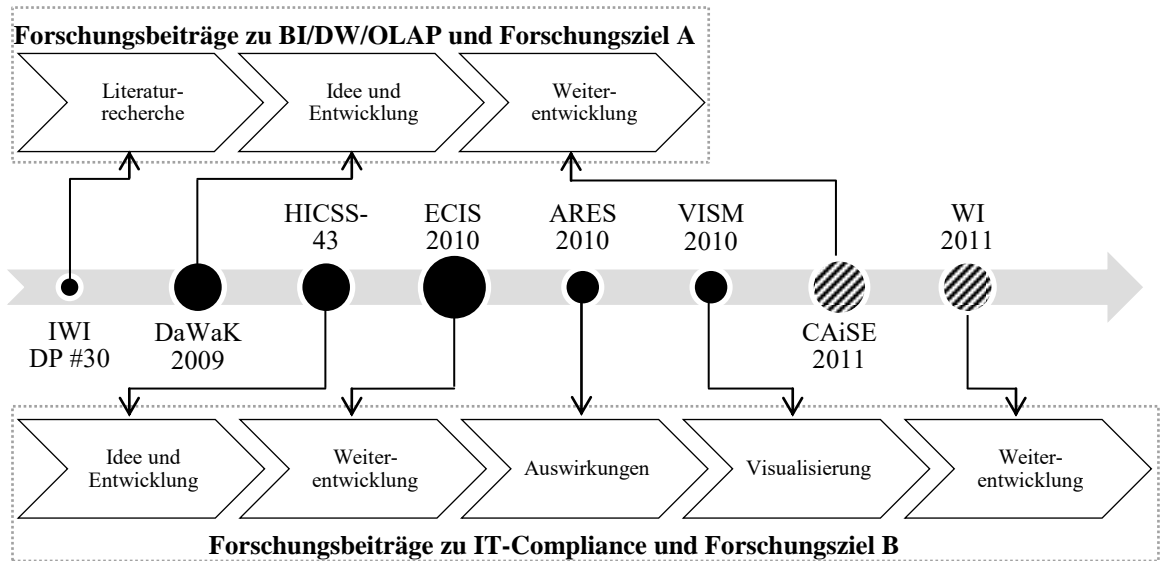 Forschungsbeiträge zu BI/DW/OLAP und Forschungsziel A
Literatur-
recherche
Idee und
Entwicklung
Weiter-
entwicklung
HICSS-
43
ECIS
2010
ARES
2010
VISM
2010
WI
2011
IWI
DP #30
DaWaK
2009
CAiSE
2011
Idee und
Entwicklung
Weiter-
entwicklung
Auswirkungen
Visualisierung
Weiter-
entwicklung
Forschungsbeiträge zu IT-Compliance und Forschungsziel B